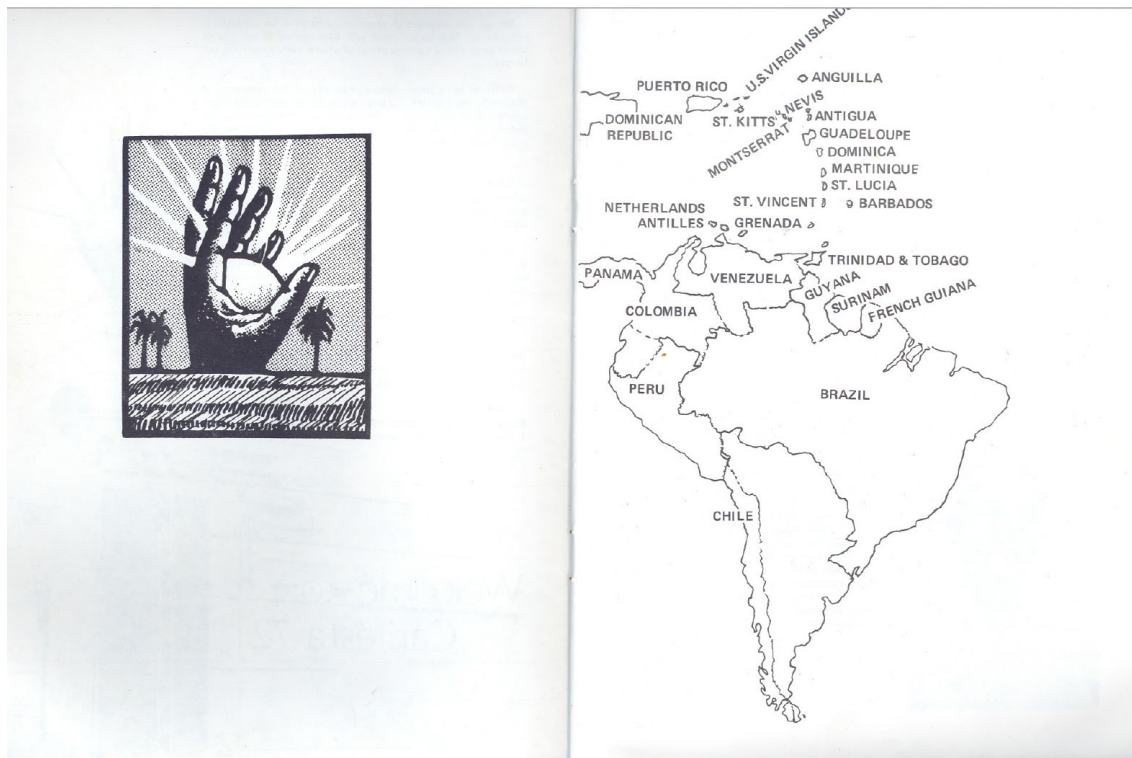 U.S.VIRGIN ISLANDS
ANGUILLA
PUERTO RICO
NEVIS
DOMINICAN
REPUBLIC
ST. KITTS
ANTIGUA
MONTSERRAT
GUADELOUPE
DOMINICA
MARTINIQUE
ST. LUCIA
ST. VINCENT
BARBADOS
NETHERLANDS
ANTILLES
GRENADA
TRINIDAD & TOBAGO
PANAMA
VENEZUELA
GUYANA
SURINAM
FRENCH GUIANA
COLOMBIA
PERU
BRAZIL
CHILE